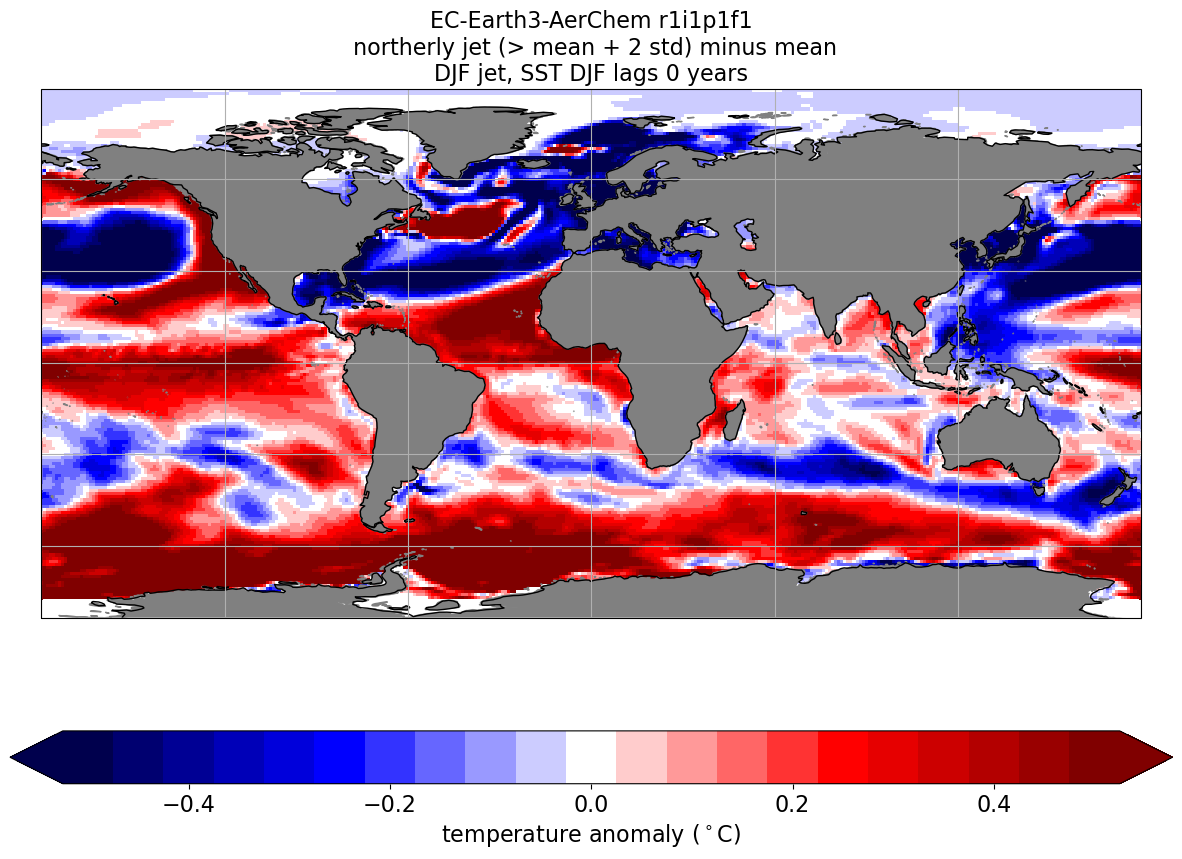 EC-Earth3-AerChem r1i1p1f1
northerly jet (> mean + 2 std) minus mean
DJF jet, SST DJF lags 0 years
−0.4 −0.2 0.0 0.2 0.4
temperature anomaly (°C)